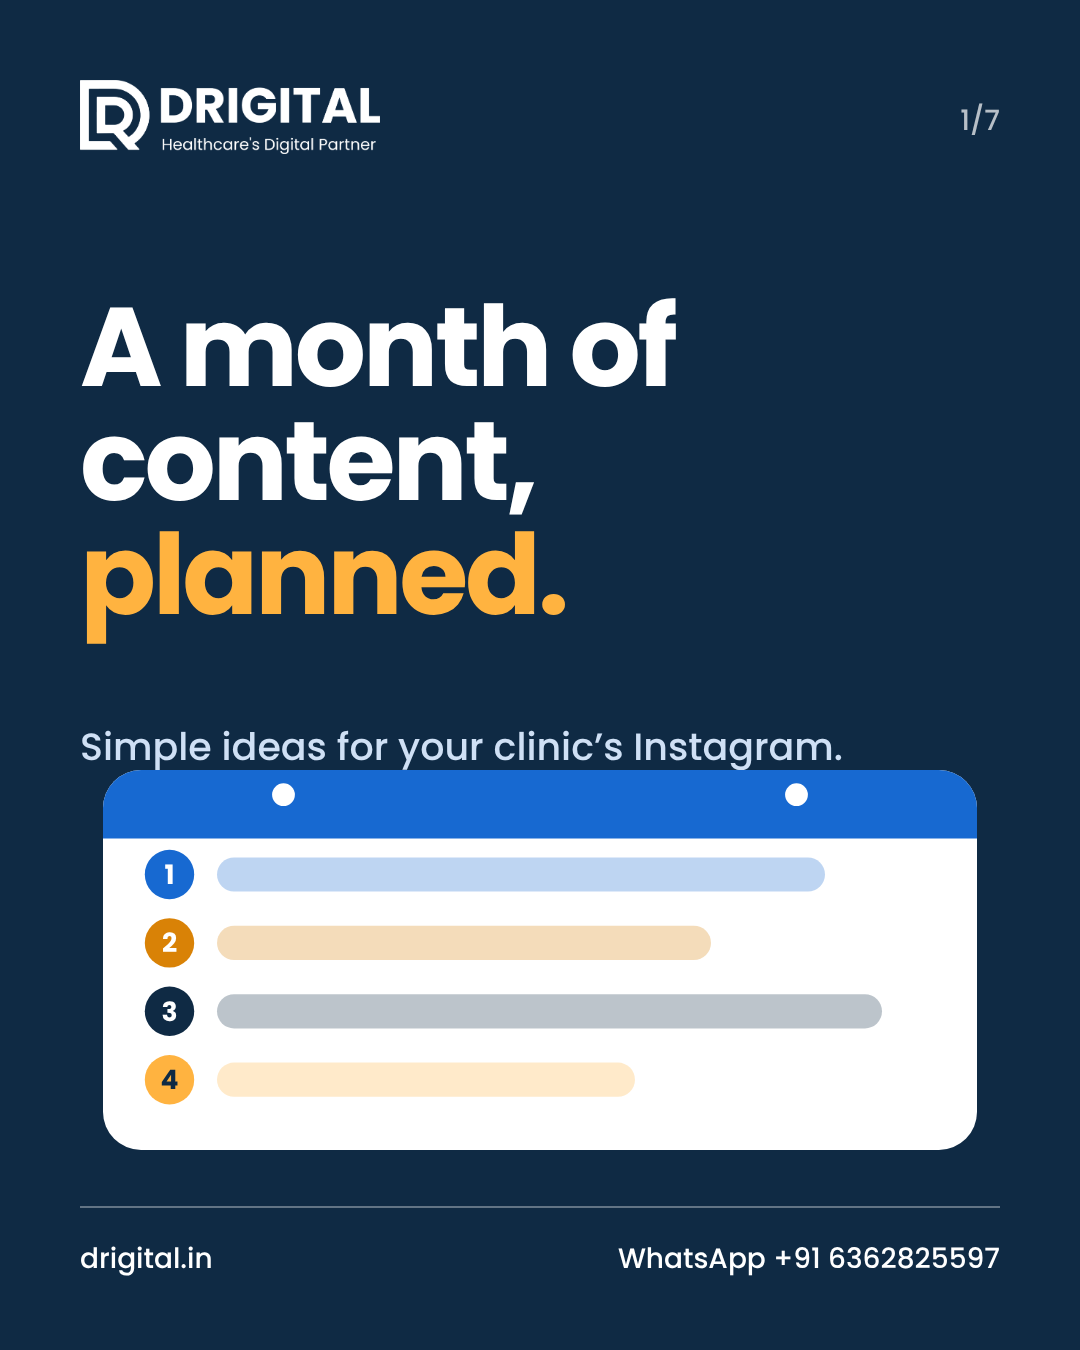 DRIGITAL
Healthcare's Digital Partner
1/7
A month of
content,
planned.
Simple ideas for your clinic’s Instagram.
1
2
3
4
drigital.in
WhatsApp +91 6362825597